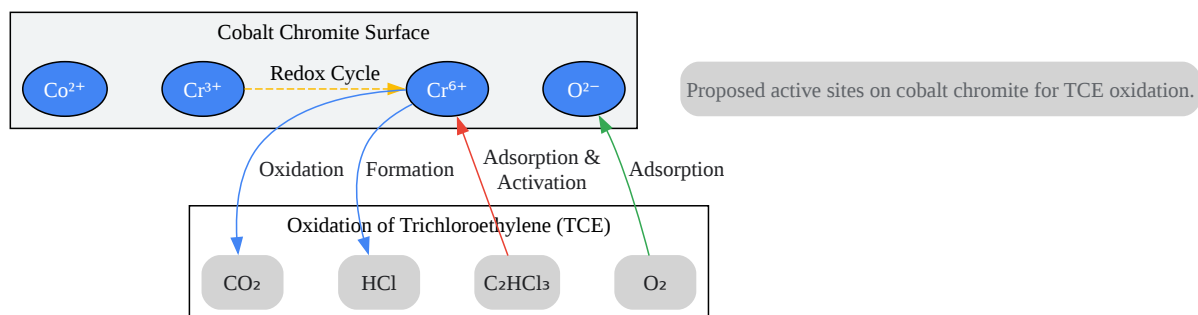 Cobalt Chromite Surface
Co²⁺
Cr³⁺
Redox Cycle
Cr⁶⁺
O²⁻
Proposed active sites on cobalt chromite for TCE oxidation.
Oxidation
Formation
Adsorption &
Activation
Adsorption
Oxidation of Trichloroethylene (TCE)
CO₂
HCl
C₂HCl₃
O₂